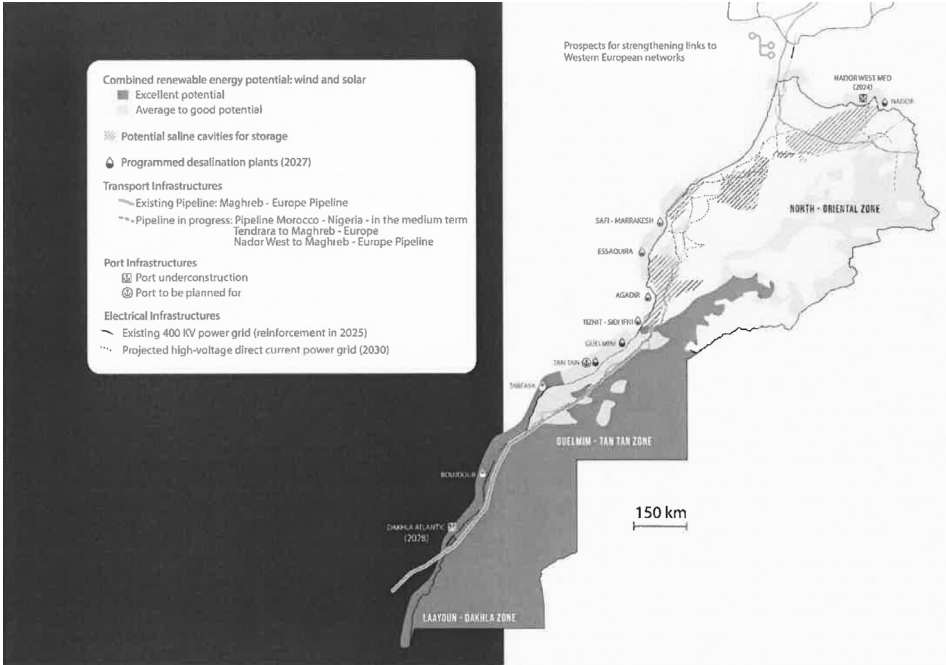 Combined renewable energy potential: wind and solar
Excellent potential
Average to good potential
Potential saline cavities for storage
Programmed desalination plants (2027)
Transport Infrastructures
Existing Pipeline: Maghreb - Europe Pipeline
Pipeline in progress: Pipeline Morocco - Nigeria - in the medium term
Tendrara to Maghreb - Europe
Nador West to Maghreb - Europe Pipeline
Port Infrastructures
Port underconstruction
Port to be planned for
Electrical Infrastructures
Existing 400 KV power grid (reinforcement in 2025)
Projected high-voltage direct current power grid (2030)
Prospects for strengthening links to
Western European networks
NADOR WEST MED
(2024)
NADOR
NORTH - ORIENTAL ZONE
SAFI - MARRAKESH
ESSAOUIRA
AGADIR
TIZNIT - SIDI IFNI
GUELMIM
TAN TAN
TARFAYA
GUELMIM - TAN TAN ZONE
BOUJDOUR
150 km
DAKHLA ATLANTIC
(2028)
LAAYOUN - DAKHLA ZONE